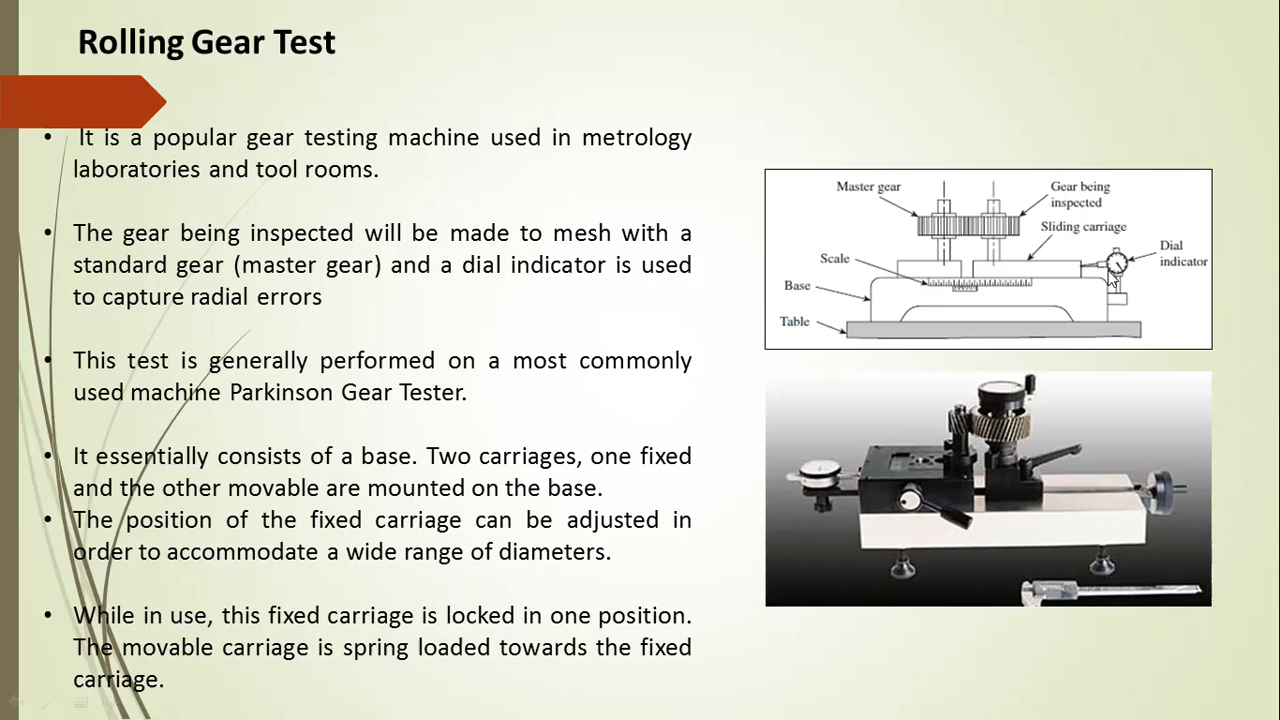 Rolling Gear Test
• It is a popular gear testing machine used in metrology
laboratories and tool rooms.
• The gear being inspected will be made to mesh with a
standard gear (master gear) and a dial indicator is used
to capture radial errors
• This test is generally performed on a most commonly
used machine Parkinson Gear Tester.
• It essentially consists of a base. Two carriages, one fixed
and the other movable are mounted on the base.
• The position of the fixed carriage can be adjusted in
order to accommodate a wide range of diameters.
• While in use, this fixed carriage is locked in one position.
The movable carriage is spring loaded towards the fixed
carriage.
Master gear
Gear being
inspected
Sliding carriage
Scale
Dial
indicator
Base
Table